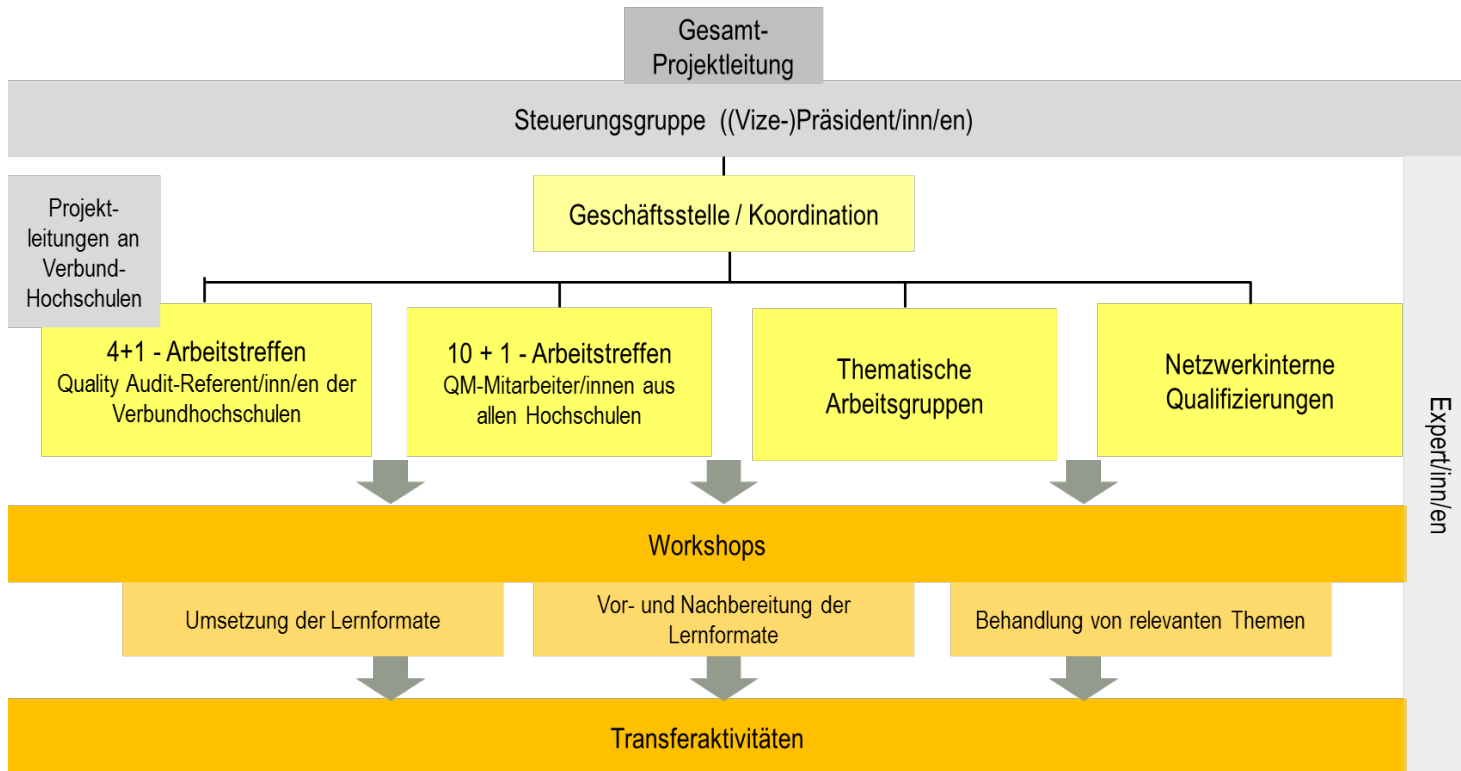 Gesamt-
Projektleitung
Steuerungsgruppe ((Vize-)Präsident/inn/en)
Projekt-
leitungen an
Verbund-
Hochschulen
Geschäftsstelle / Koordination
4+1 - Arbeitstreffen
Quality Audit-Referent/inn/en der
Verbundhochschulen
10 + 1 - Arbeitstreffen
QM-Mitarbeiter/innen aus
allen Hochschulen
Thematische
Arbeitsgruppen
Netzwerkinterne
Qualifizierungen
Expert/inn/en
Workshops
Umsetzung der Lernformate
Vor- und Nachbereitung der
Lernformate
Behandlung von relevanten Themen
Transferaktivitäten